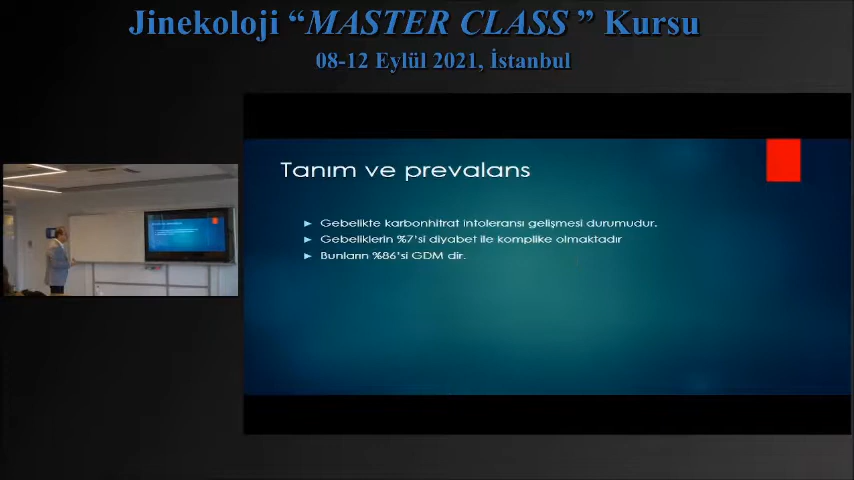 Jinekoloji “MASTER CLASS ” Kursu
08-12 Eylül 2021, İstanbul
Tanım ve prevalans
► Gebelikte karbonhitrat intoleransı gelişmesi durumudur.
► Gebeliklerin %7’si diyabet ile komplike olmaktadır
► Bunların %86’si GDM dir.